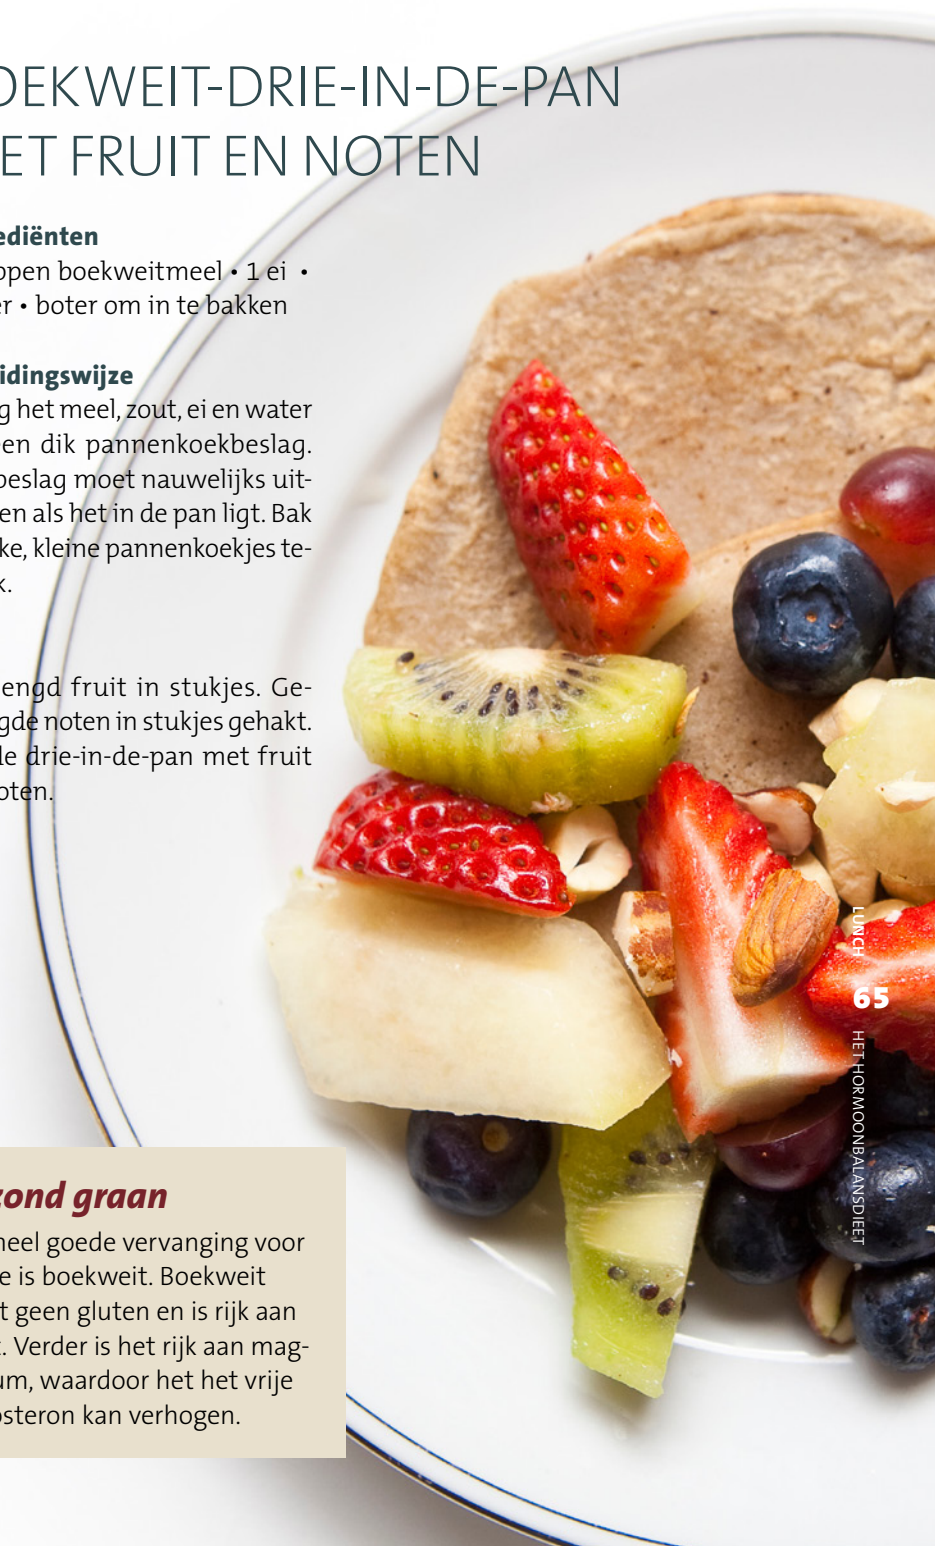 OEKWEIT-DRIE-IN-DE-PAN
ET FRUIT EN NOTEN
ediënten
ppen boekweitmeel • 1 ei •
er • boter om in te bakken
idingswijze
g het meel, zout, ei en water
en dik pannenkoekbeslag.
beslag moet nauwelijks uit-
en als het in de pan ligt. Bak
ke, kleine pannenkoekjes te-
k.
engd fruit in stukjes. Ge-
gde noten in stukjes gehakt.
de drie-in-de-pan met fruit
oten.
zond graan
heel goede vervanging voor
e is boekweit. Boekweit
t geen gluten en is rijk aan
t. Verder is het rijk aan mag-
um, waardoor het het vrije
osteron kan verhogen.
LUNCH
65
HET HORMOONBALANSDIEET